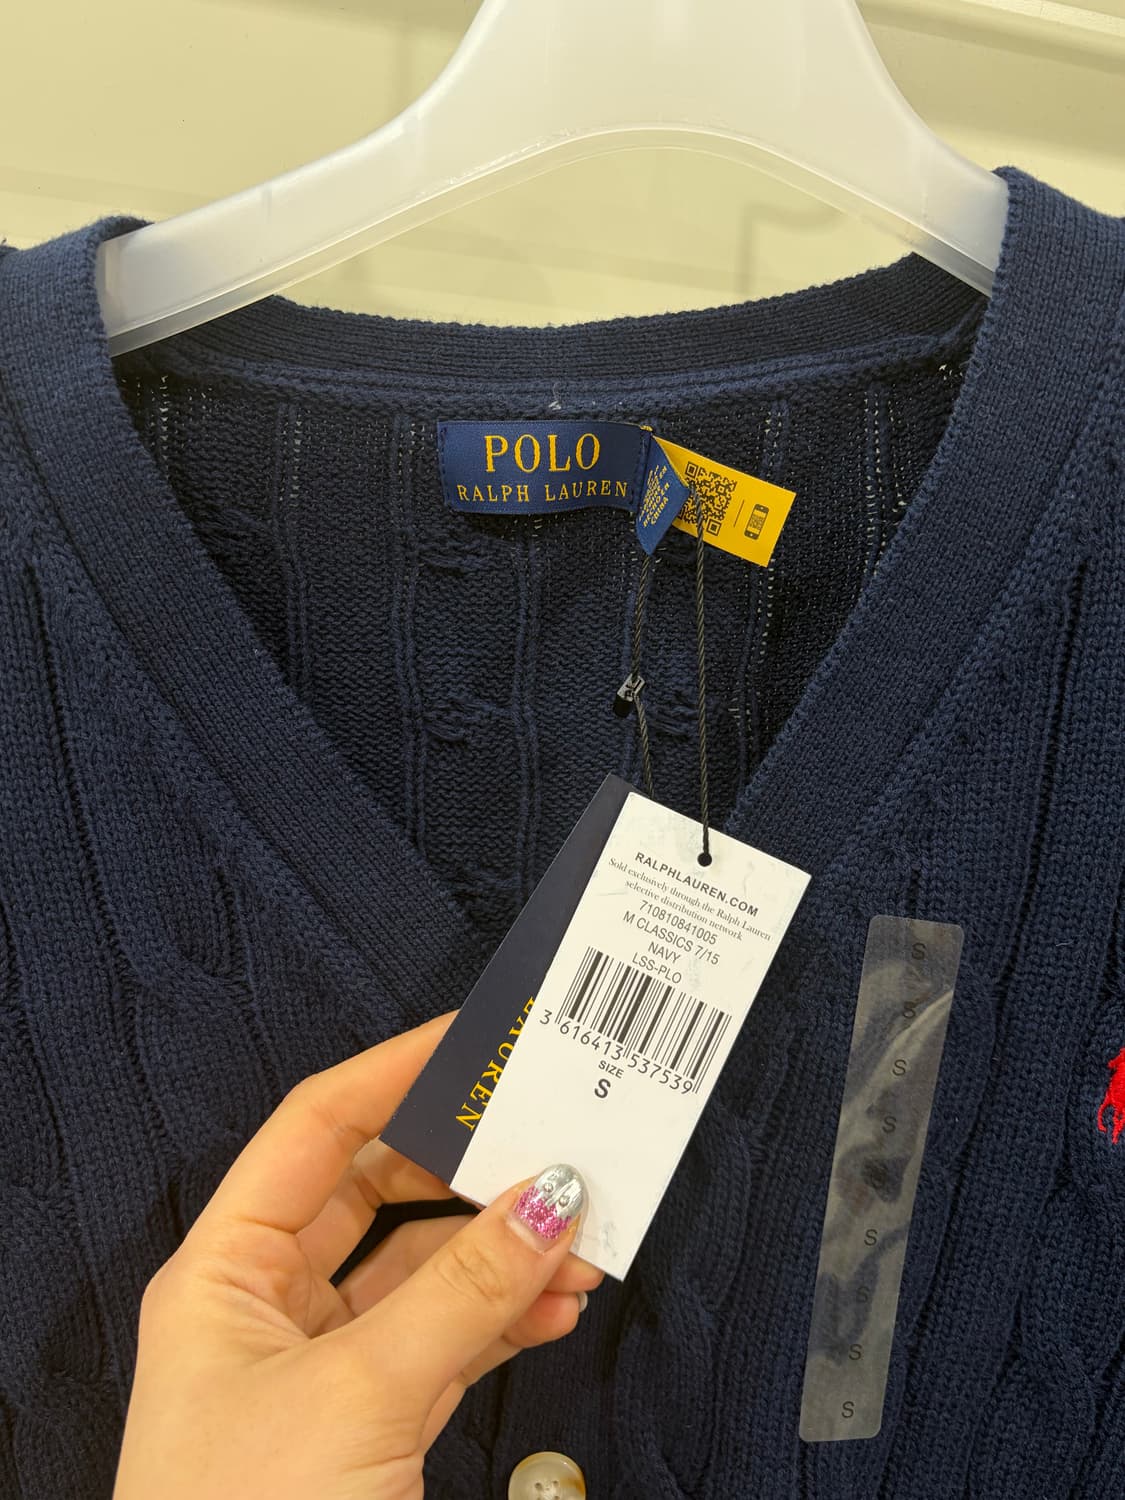 POLO
RALPH LAUREN
CHINA
RALPHLAUREN.COM
Sold exclusively through the Ralph Lauren
selective distribution network
710810841005
M CLASSICS 7/15
NAVY
LSS-PLO
3 616413 537539
SIZE
S
LAUREN
S
S
S
S
S
S
S
S